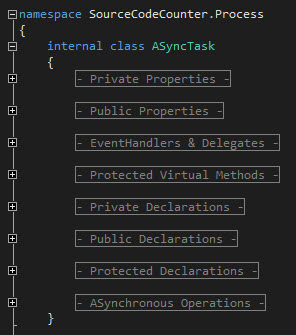 namespace SourceCodeCounter.Process
{
internal class ASyncTask
{
- Private Properties -
- Public Properties -
- EventHandlers & Delegates -
- Protected Virtual Methods -
- Private Declarations -
- Public Declarations -
- Protected Declarations -
- ASynchronous Operations -
}